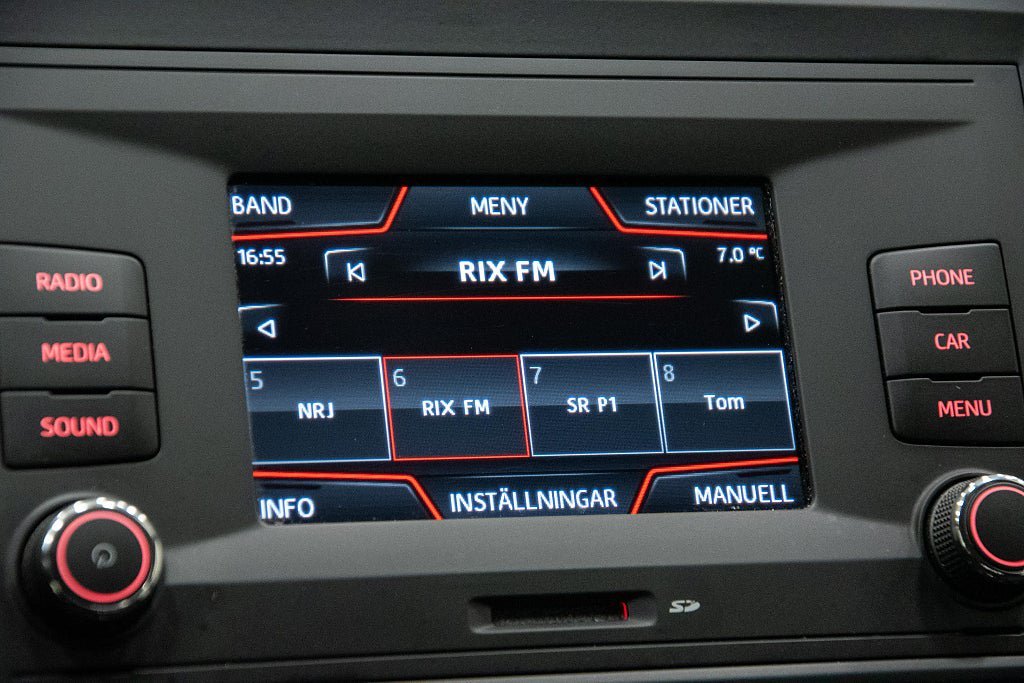 BAND MENY STATIONER
16:55 RIX FM 7.0 °C
RADIO
MEDIA
SOUND
PHONE
CAR
MENU
5 NRJ
6 RIX FM
7 SR P1
8 Tom
INFO INSTÄLLNINGAR MANUELL
SD